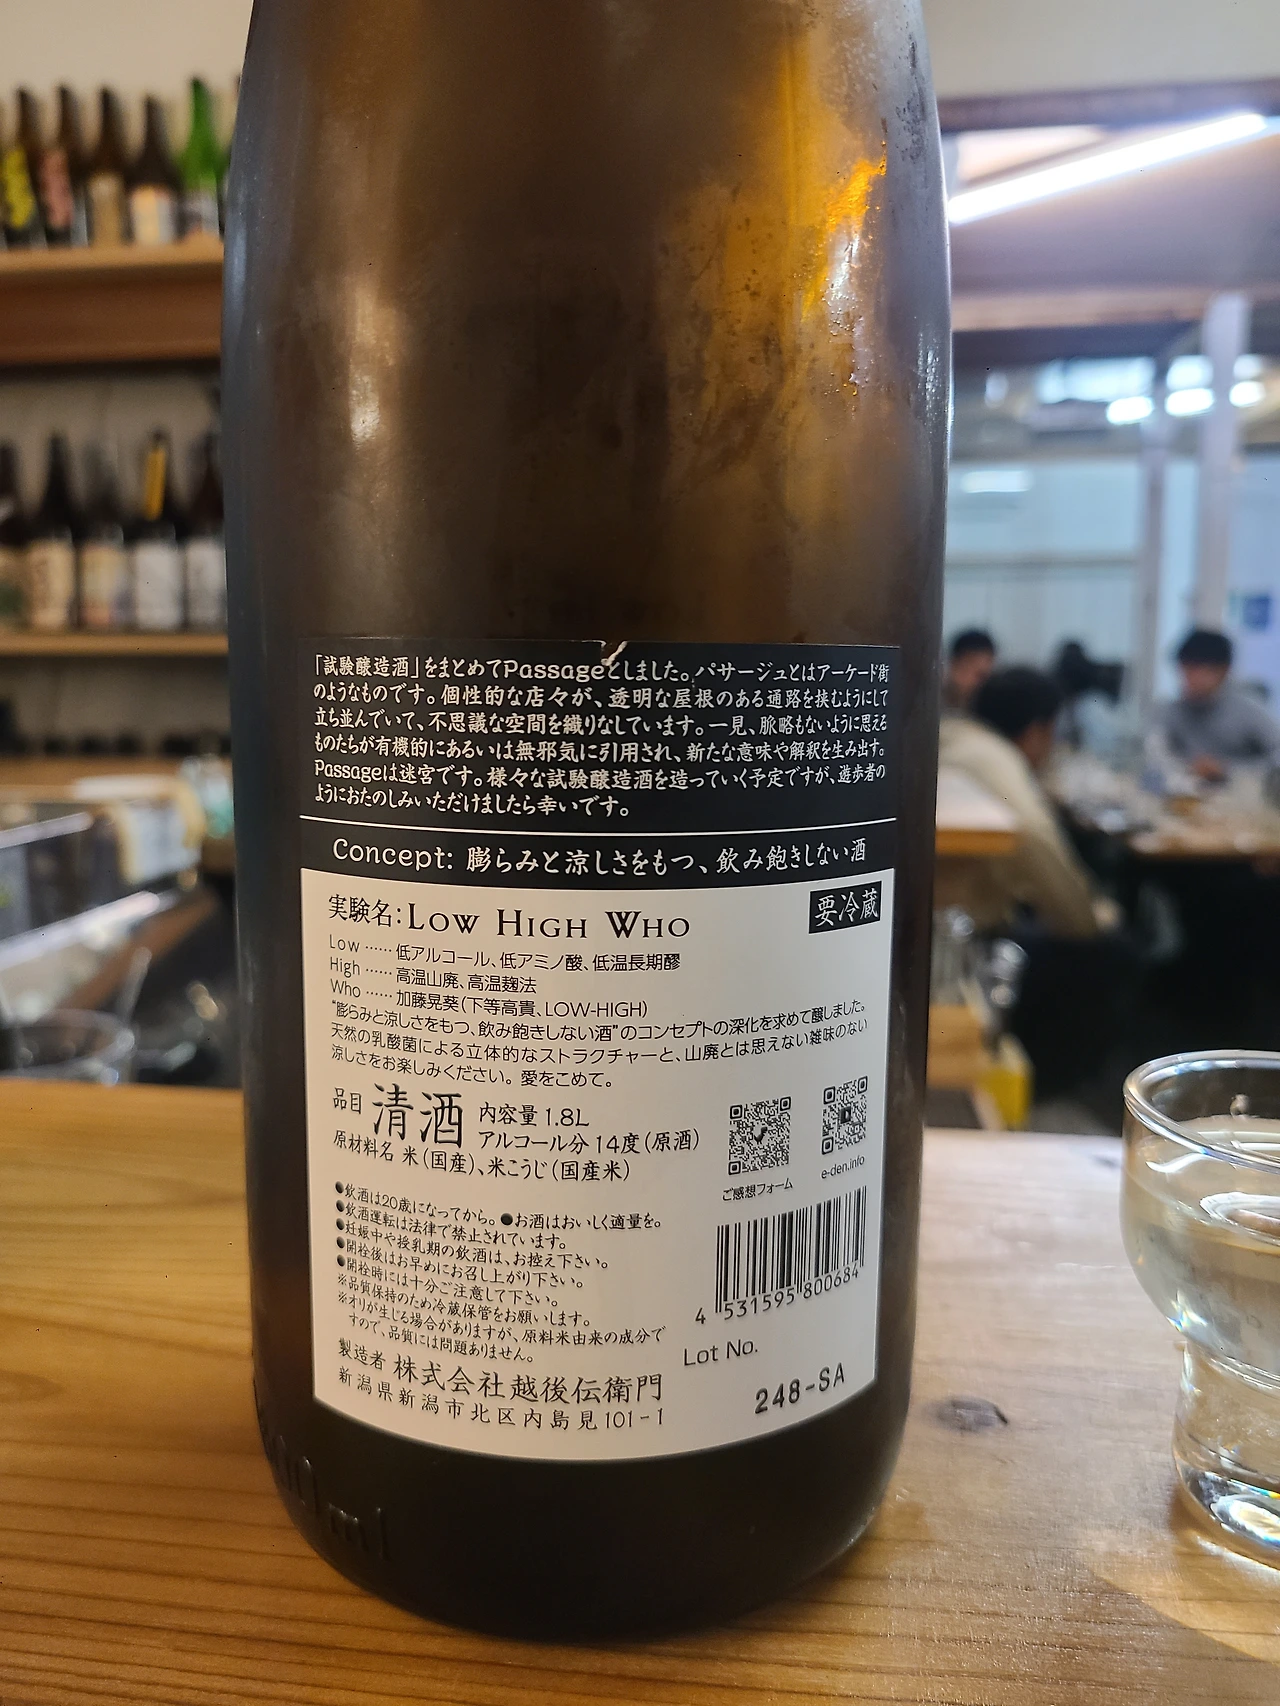 「試験醸造酒」をまとめてPassageとしました。パサージュとはアーケード街
のようなものです。個性的な店々が、透明な屋根のある通路を挟むようにして
立ち並んでいて、不思議な空間を織りなしています。一見、脈略もないように思える
ものたちが有機的にあるいは無邪気に引用され、新たな意味や解釈を生み出す。
Passageは迷宮です。様々な試験醸造酒を造っていく予定ですが、遊歩者の
ようにおたのしみいただけましたら幸いです。
Concept: 膨らみと涼しさをもつ、飲み飽きしない酒
実験名:LOW HIGH WHO
要冷蔵
Low ……低アルコール、低アミノ酸、低温長期醪
High ……高温山廃、高温麹法
Who ……加藤晃葵(下等高貴、LOW-HIGH)
"膨らみと涼しさをもつ、飲み飽きしない酒"のコンセプトの深化を求めて醸しました。
天然の乳酸菌による立体的なストラクチャーと、山廃とは思えない雑味のない
涼しさをお楽しみください。愛をこめて。
品目 清酒 内容量 1.8L
アルコール分 14度(原酒)
原材料名 米(国産)、米こうじ(国産米)
ご感想フォーム
e-den.info
●飲酒は20歳になってから。●お酒はおいしく適量を。
●飲酒運転は法律で禁止されています。
●妊娠中や授乳期の飲酒は、お控え下さい。
●開栓後はお早めにお召し上がり下さい。
●開栓時には十分ご注意して下さい。
※品質保持のため冷蔵保管をお願いします。
※オリが生じる場合がありますが、原料米由来の成分で
すので、品質には問題ありません。
4 531595 800684
製造者 株式会社越後伝衛門
新潟県新潟市北区内島見101-1
Lot No.
248-SA